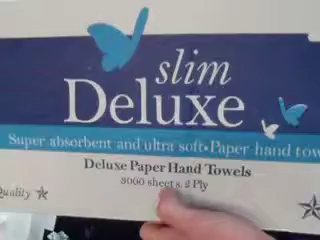 slim
Deluxe
Super absorbent and ultra soft•Paper hand tow
Deluxe Paper Hand Towels
3000 sheets. 2 Ply
Quality